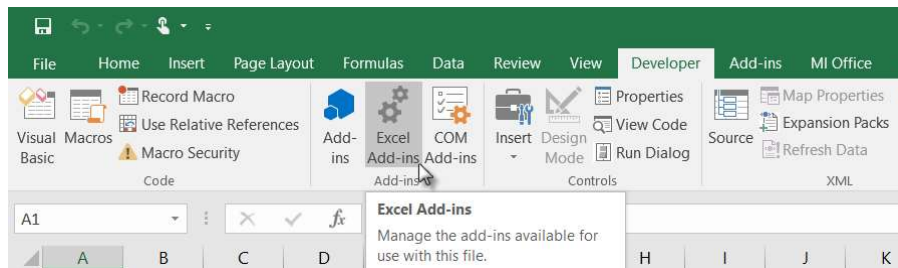 File Home Insert Page Layout Formulas Data Review View Developer Add-ins MI Office
Visual Basic
Macros
Record Macro
Use Relative References
Macro Security
Code
Add-ins
Excel Add-ins
COM Add-ins
Add-ins
Insert
Design Mode
Properties
View Code
Run Dialog
Controls
Source
Map Properties
Expansion Packs
Refresh Data
XML
A1
fx
Excel Add-ins
Manage the add-ins available for
use with this file.
A B C D H I J K